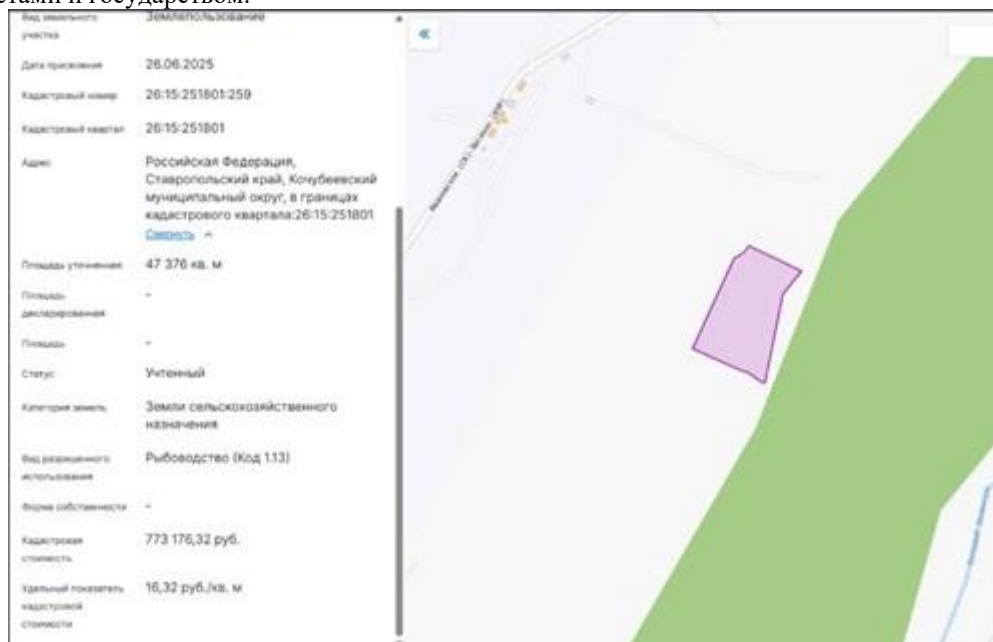 етами и государством.
Вид земельного Землепользование
участка
«
Дата присвоения 26.06.2025
Кадастровый номер 26:15:251801:259
Кадастровый квартал 26:15:251801
Адрес Российская Федерация,
Ставропольский край, Кочубеевский
муниципальный округ, в границах
кадастрового квартала:26:15:251801
Свернуть
Площадь уточненная 47 376 кв. м
Площадь -
декларированная
Площадь -
Статус Учтенный
Категория земель Земли сельскохозяйственного
назначения
Вид разрешенного Рыбоводство (Код 1.13)
использования
Форма собственности -
Кадастровая 773 176,32 руб.
стоимость
Удельный показатель 16,32 руб./кв. м
кадастровой
стоимости